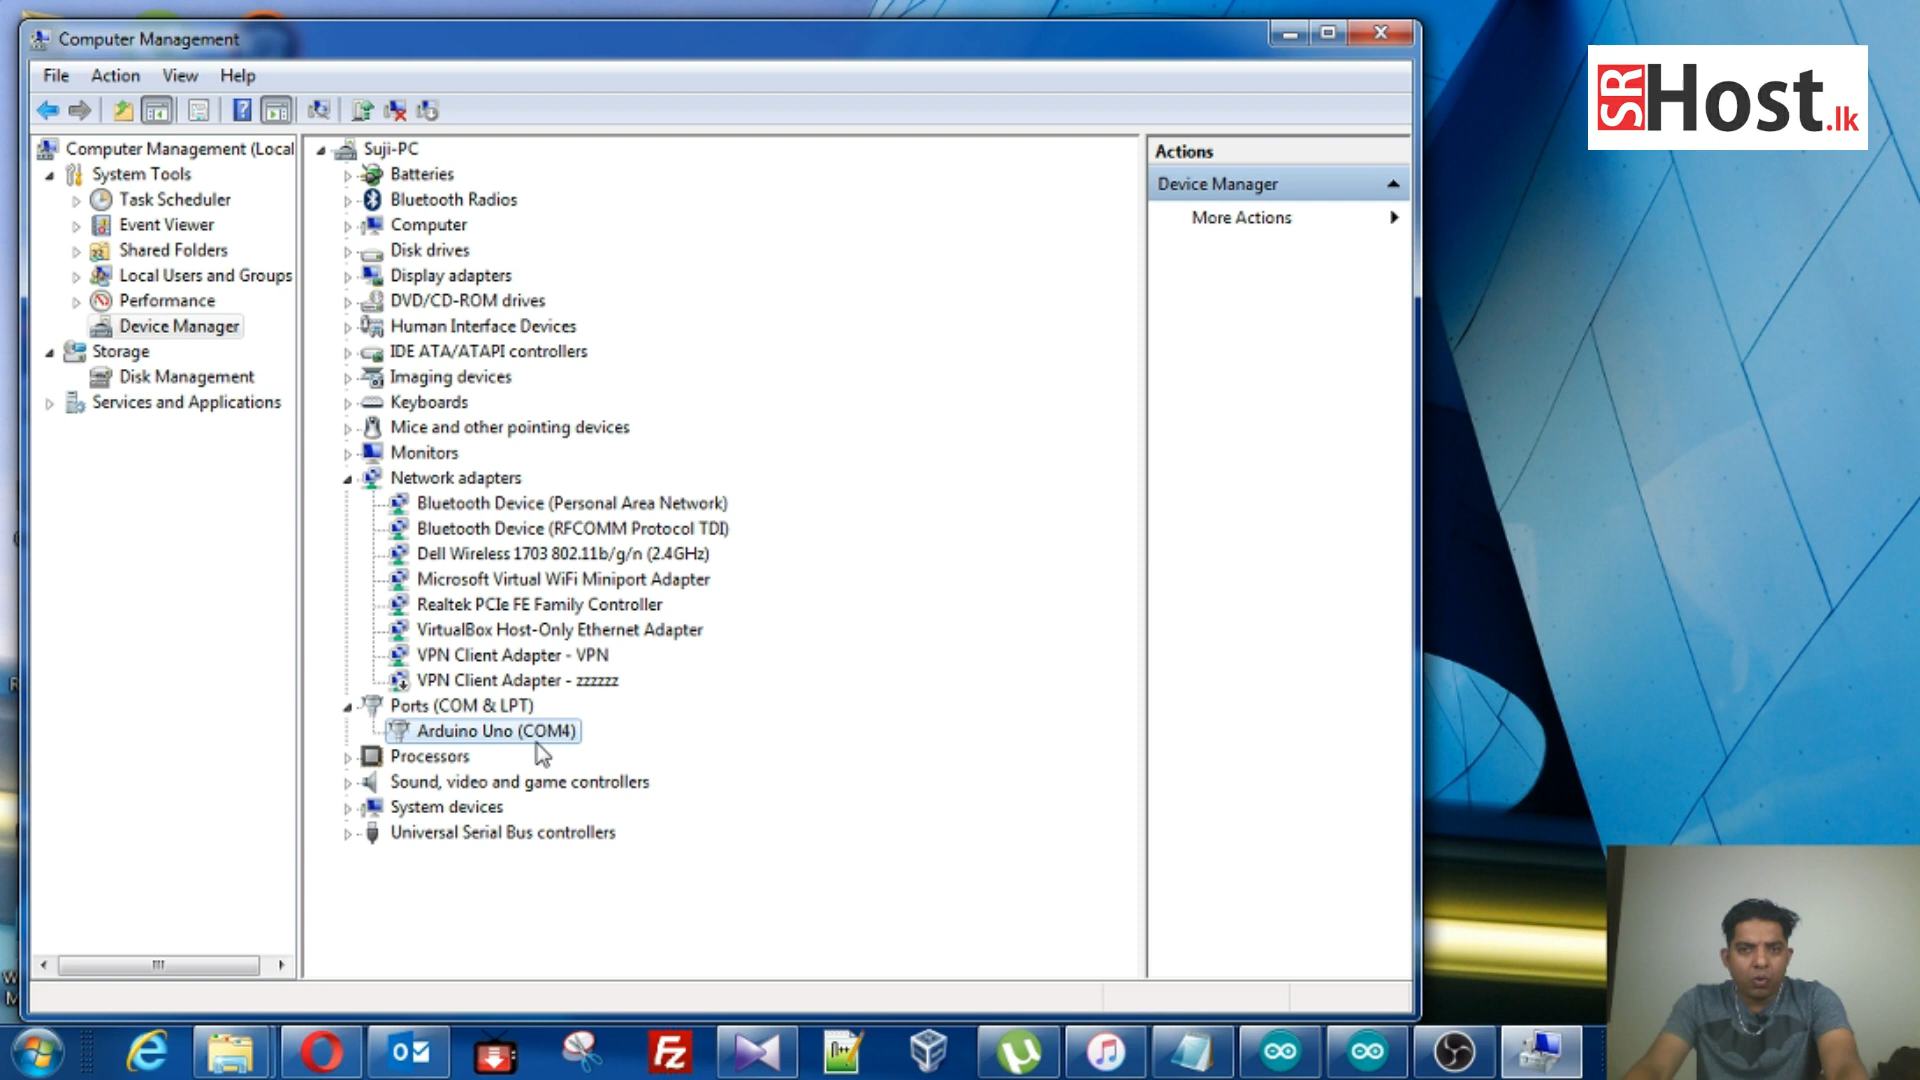 Computer Management
File Action View Help
Computer Management (Local
System Tools
Task Scheduler
Event Viewer
Shared Folders
Local Users and Groups
Performance
Device Manager
Storage
Disk Management
Services and Applications
Suji-PC
Batteries
Bluetooth Radios
Computer
Disk drives
Display adapters
DVD/CD-ROM drives
Human Interface Devices
IDE ATA/ATAPI controllers
Imaging devices
Keyboards
Mice and other pointing devices
Monitors
Network adapters
Bluetooth Device (Personal Area Network)
Bluetooth Device (RFCOMM Protocol TDI)
Dell Wireless 1703 802.11b/g/n (2.4GHz)
Microsoft Virtual WiFi Miniport Adapter
Realtek PCIe FE Family Controller
VirtualBox Host-Only Ethernet Adapter
VPN Client Adapter - VPN
VPN Client Adapter - zzzzzz
Ports (COM & LPT)
Arduino Uno (COM4)
Processors
Sound, video and game controllers
System devices
Universal Serial Bus controllers
Actions
Device Manager
More Actions
SR Host.lk